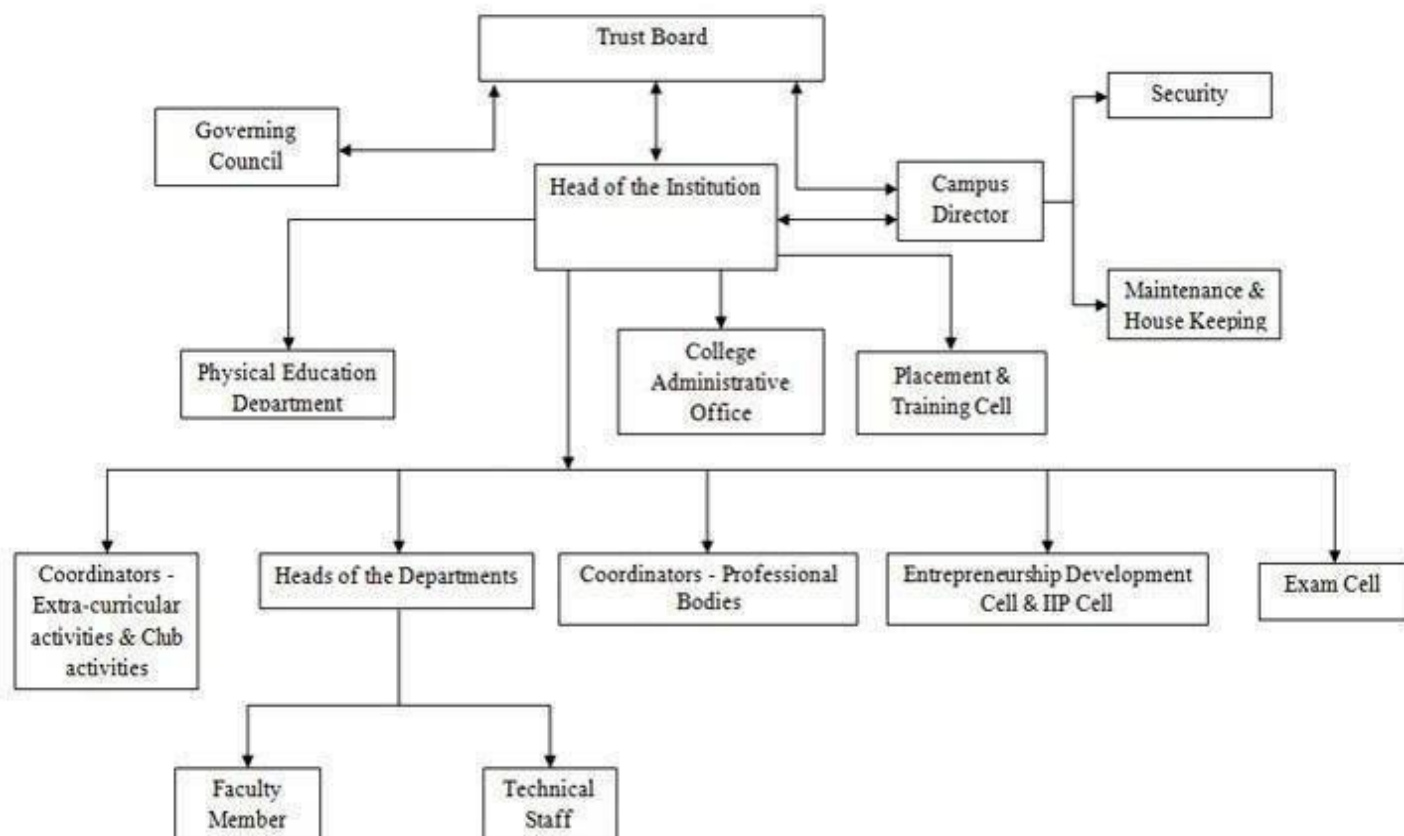 Trust Board
Security
Governing
Council
Head of the Institution
Campus
Director
Maintenance &
House Keeping
Physical Education
Department
College
Administrative
Office
Placement &
Training Cell
Coordinators -
Extra-curricular
activities & Club
activities
Heads of the Departments
Coordinators - Professional
Bodies
Entrepreneurship Development
Cell & IIP Cell
Exam Cell
Faculty
Member
Technical
Staff